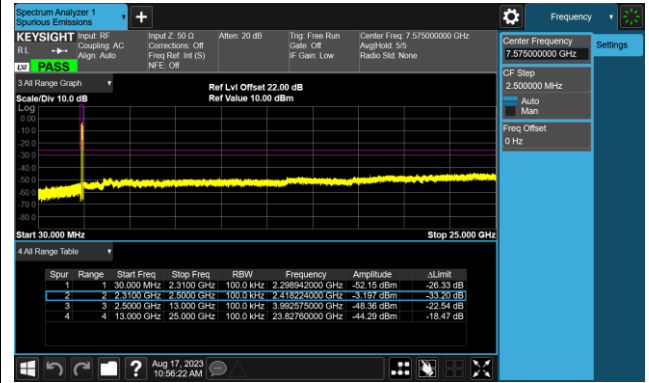 Spectrum Analyzer 1
Spurious Emissions
+
Frequency
KEYSIGHT
RL
LXI PASS
Input: RF
Coupling: AC
Align: Auto
Input Z: 50 Ω
Corrections: Off
Freq Ref: Int (S)
NFE: Off
Atten: 20 dB
Trig: Free Run
Gate: Off
IF Gain: Low
Center Freq: 7.575000000 GHz
Avg|Hold: 5/5
Radio Std: None
Center Frequency
7.575000000 GHz
Settings
CF Step
2.500000 MHz
Auto
Man
Freq Offset
0 Hz
3 All Range Graph
Scale/Div 10.0 dB
Ref Lvl Offset 22.00 dB
Ref Value 10.00 dBm
Log
0.00
-10.0
-20.0
-30.0
-40.0
-50.0
-60.0
-70.0
-80.0
Start 30.000 MHz
Stop 25.000 GHz
4 All Range Table
Spur Range Start Freq Stop Freq RBW Frequency Amplitude ΔLimit
1 1 30.000 MHz 2.3100 GHz 100.0 kHz 2.298942000 GHz -52.15 dBm -26.33 dB
2 2 2.3100 GHz 2.5000 GHz 100.0 kHz 2.418224000 GHz -3.197 dBm -33.20 dB
3 3 2.5000 GHz 13.000 GHz 100.0 kHz 3.992575000 GHz -48.36 dBm -22.54 dB
4 4 13.000 GHz 25.000 GHz 100.0 kHz 23.82760000 GHz -44.29 dBm -18.47 dB
?
Aug 17, 2023
10:56:22 AM